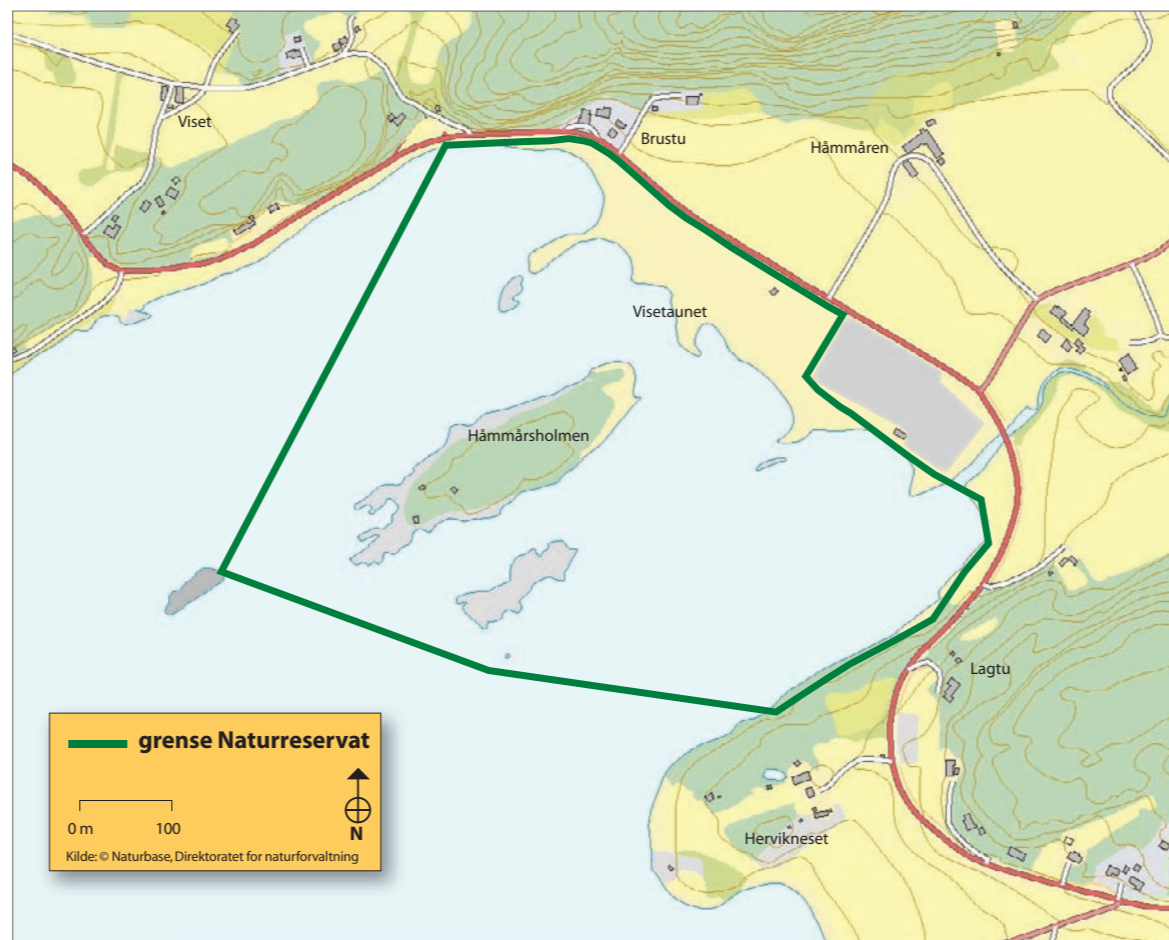 Viset
Brustu
Håmmåren
Visetaunet
Håmmårsholmen
Lagtu
Hervikneset
grense Naturreservat
0 m 100
N
Kilde: © Naturbase, Direktoratet for naturforvaltning